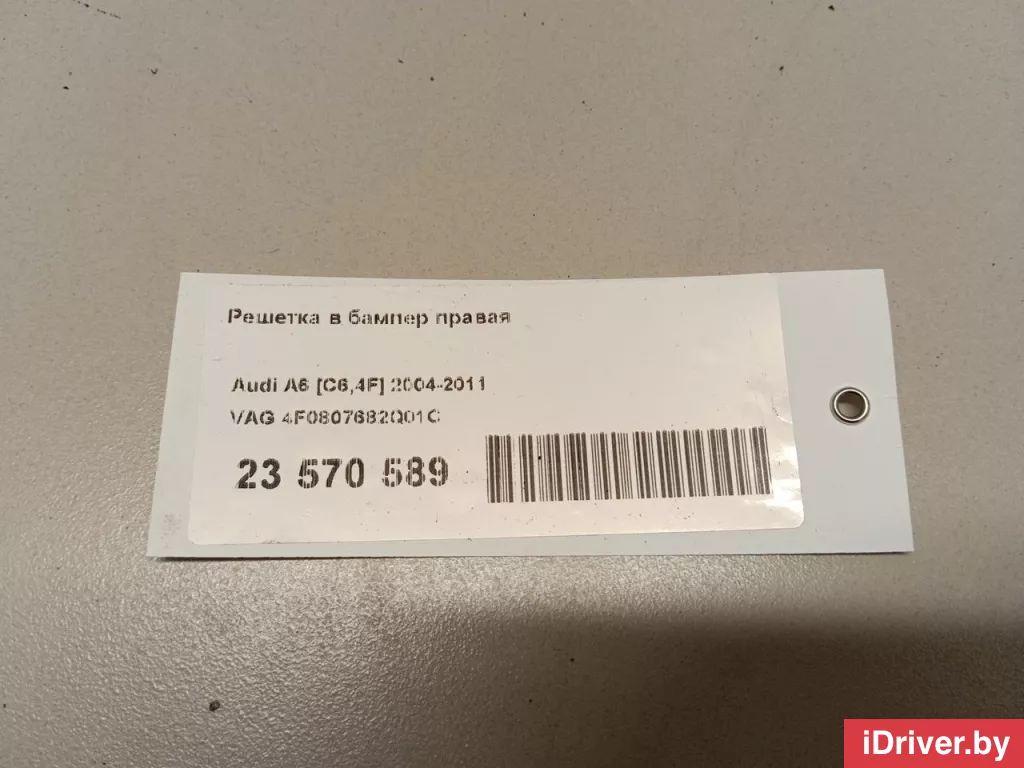 Решетка в бампер правая
Audi A6 [C6,4F] 2004-2011
VAG 4F0807682Q01C
23 570 589
iDriver.by